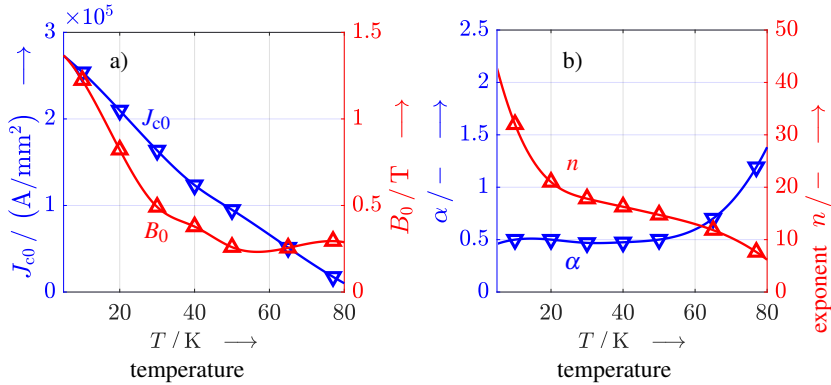 ×10⁵
3
2
1
0
J_c0 / (A/mm²) ⟶
a)
J_c0
B_0
1.5
1
0.5
0
B_0 / T ⟶
20 40 60 80
T / K ⟶
temperature
2.5
2
1.5
1
0.5
0
α / − ⟶
b)
n
α
50
40
30
20
10
0
exponent n / − ⟶
20 40 60 80
T / K ⟶
temperature